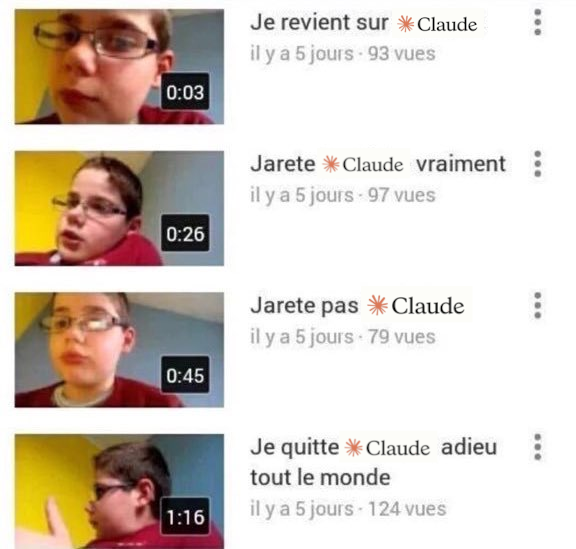 Je revient sur Claude
il y a 5 jours · 93 vues
0:03
Jarete Claude vraiment
il y a 5 jours · 97 vues
0:26
Jarete pas Claude
il y a 5 jours · 79 vues
0:45
Je quitte Claude adieu
tout le monde
il y a 5 jours · 124 vues
1:16